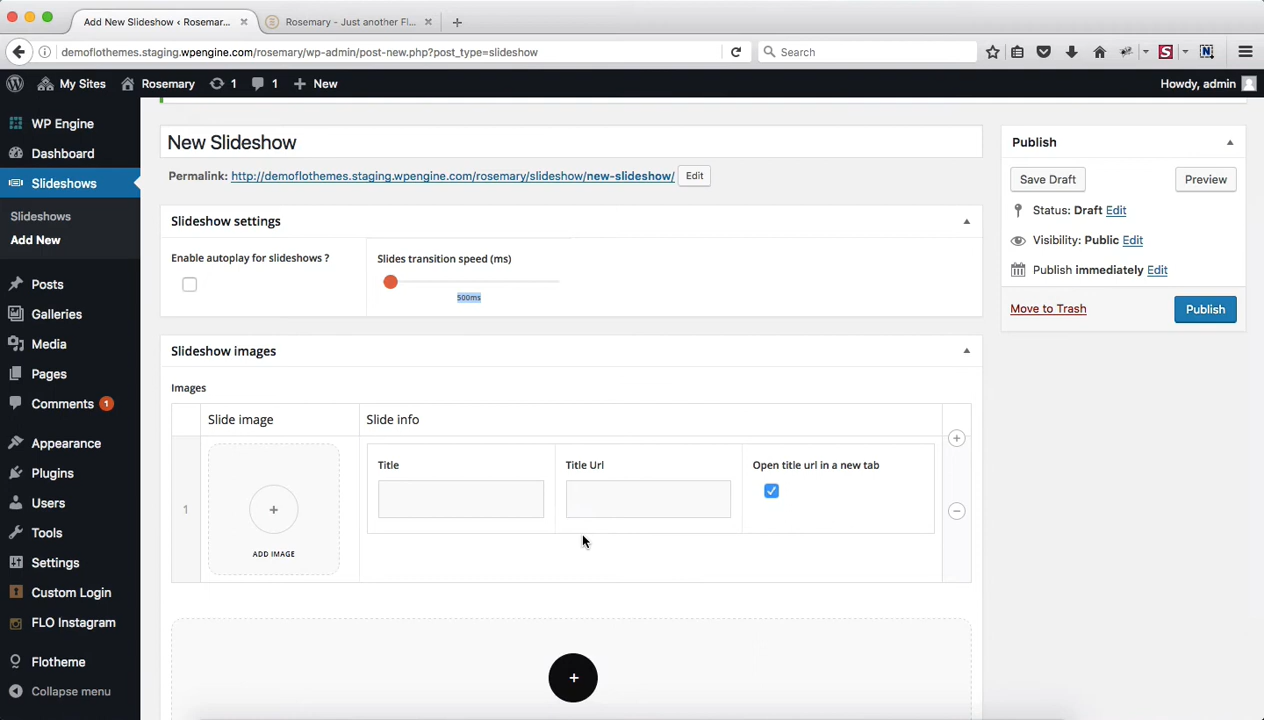 Add New Slideshow ‹ Rosemar...
Rosemary - Just another Fl...
demoflothemes.staging.wpengine.com/rosemary/wp-admin/post-new.php?post_type=slideshow
Search
My Sites
Rosemary
1
1
New
Howdy, admin
WP Engine
Dashboard
Slideshows
Slideshows
Add New
Posts
Galleries
Media
Pages
Comments 1
Appearance
Plugins
Users
Tools
Settings
Custom Login
FLO Instagram
Flotheme
Collapse menu
New Slideshow
Permalink: http://demoflothemes.staging.wpengine.com/rosemary/slideshow/new-slideshow/ Edit
Slideshow settings
Enable autoplay for slideshows ?
Slides transition speed (ms)
500ms
Slideshow images
Images
Slide image
Slide info
1
ADD IMAGE
Title
Title Url
Open title url in a new tab
Publish
Save Draft
Preview
Status: Draft Edit
Visibility: Public Edit
Publish immediately Edit
Move to Trash
Publish